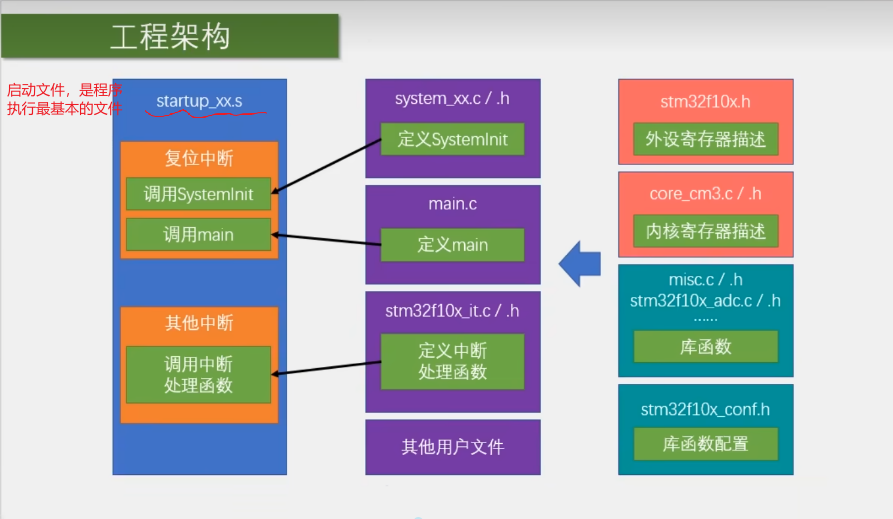 工程架构
启动文件，是程序
执行最基本的文件
startup_xx.s
复位中断
调用SystemInit
调用main
其他中断
调用中断
处理函数
system_xx.c / .h
定义SystemInit
main.c
定义main
stm32f10x_it.c / .h
定义中断
处理函数
其他用户文件
stm32f10x.h
外设寄存器描述
core_cm3.c / .h
内核寄存器描述
misc.c / .h
stm32f10x_adc.c / .h
……
库函数
stm32f10x_conf.h
库函数配置